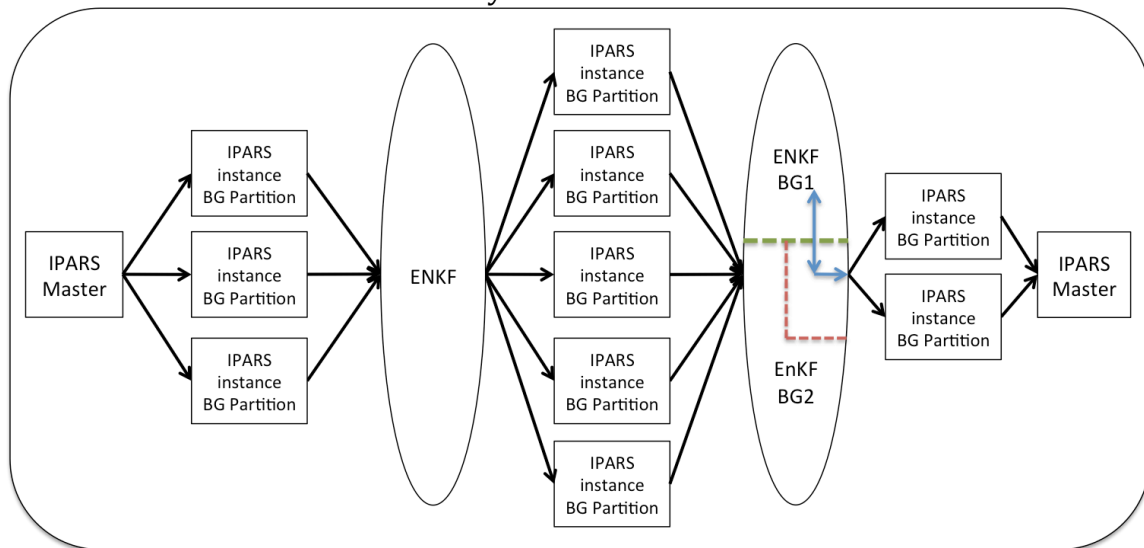 IPARS
Master
IPARS
instance
BG Partition
IPARS
instance
BG Partition
IPARS
instance
BG Partition
ENKF
IPARS
instance
BG Partition
IPARS
instance
BG Partition
IPARS
instance
BG Partition
IPARS
instance
BG Partition
IPARS
instance
BG Partition
ENKF
BG1
EnKF
BG2
IPARS
instance
BG Partition
IPARS
instance
BG Partition
IPARS
Master